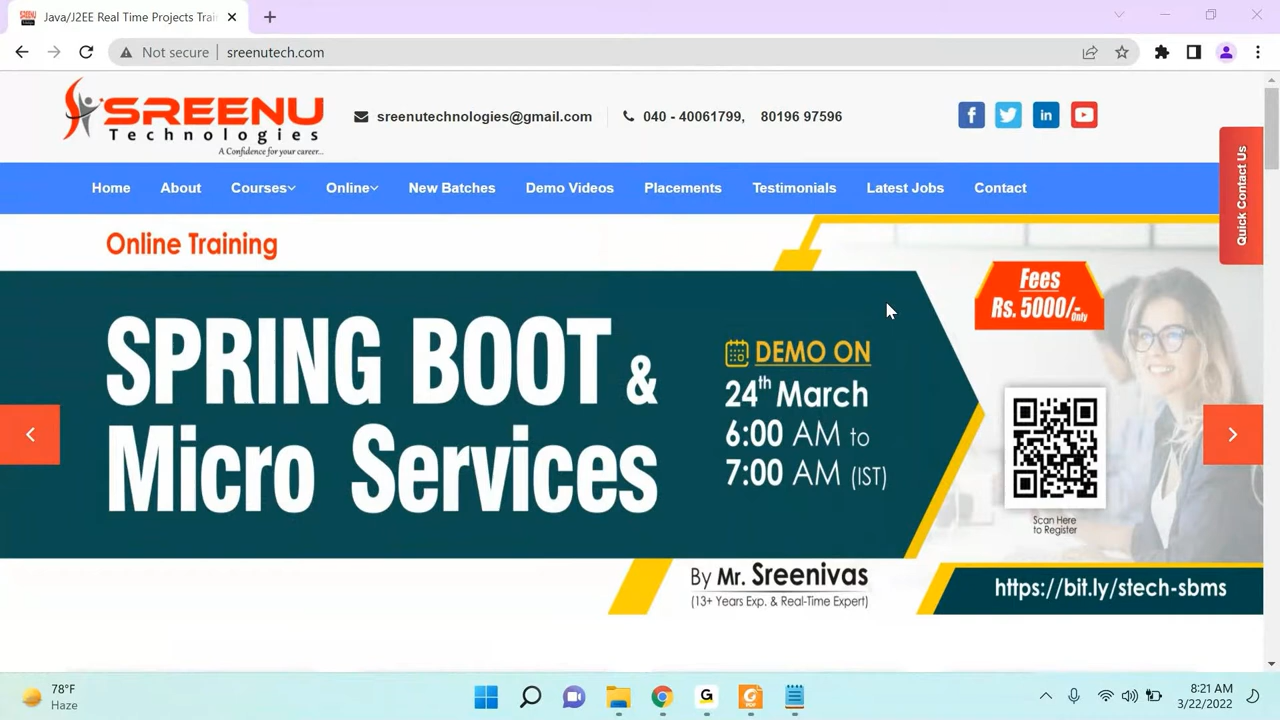 Java/J2EE Real Time Projects Trai
Not secure
sreenutech.com
SREENU
Technologies
A Confidence for your career...
sreenutechnologies@gmail.com
040 - 40061799, 80196 97596
Home
About
Courses
Online
New Batches
Demo Videos
Placements
Testimonials
Latest Jobs
Contact
Quick Contact Us
Online Training
SPRING BOOT &
Micro Services
DEMO ON
24th March
6:00 AM to
7:00 AM (IST)
Fees
Rs. 5000/-
Only
Scan Here
to Register
By Mr. Sreenivas
(13+ Years Exp. & Real-Time Expert)
https://bit.ly/stech-sbms
78°F
Haze
8:21 AM
3/22/2022